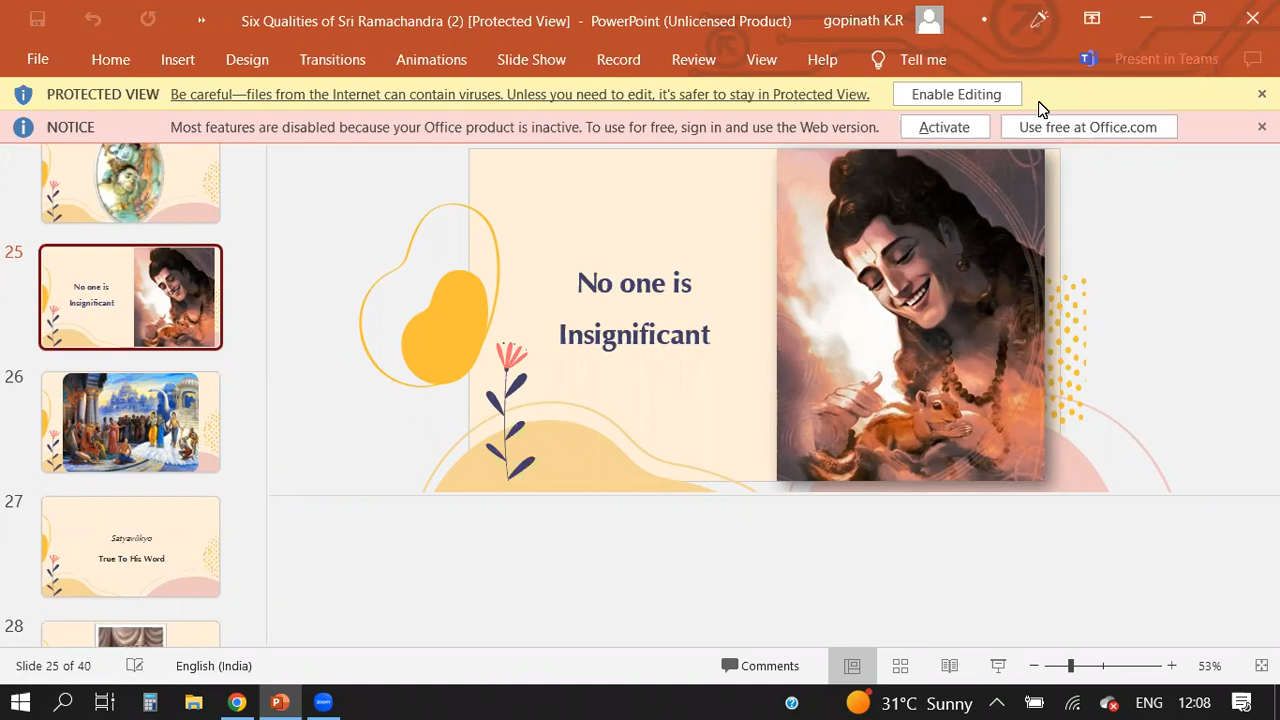 Six Qualities of Sri Ramachandra (2) [Protected View] - PowerPoint (Unlicensed Product)
gopinath K.R
File
Home
Insert
Design
Transitions
Animations
Slide Show
Record
Review
View
Help
Tell me
Present in Teams
PROTECTED VIEW
Be careful—files from the Internet can contain viruses. Unless you need to edit, it's safer to stay in Protected View.
Enable Editing
NOTICE
Most features are disabled because your Office product is inactive. To use for free, sign in and use the Web version.
Activate
Use free at Office.com
25
No one is
Insignificant
26
27
Satyavâkyo
True To His Word
28
No one is
Insignificant
Slide 25 of 40
English (India)
Comments
53%
zoom
31°C Sunny
ENG
12:08